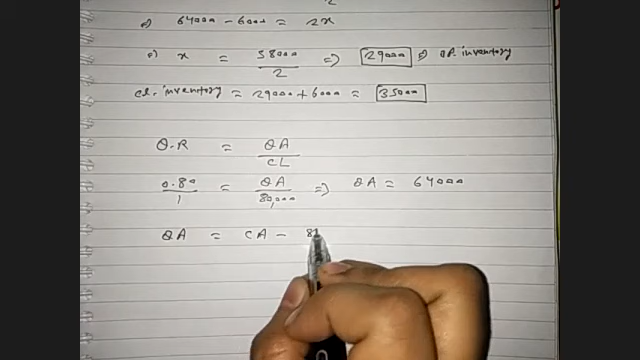 ⇒ 64000 - 6000 = 2x
⇒ x = 58000 / 2 ⇒ 29000 ⇒ OP. inventory
Cl. inventory = 29000 + 6000 = 35000
Q.R = QA / CL
0.80 / 1 = QA / 80,000 ⇒ QA = 64000
QA = CA -